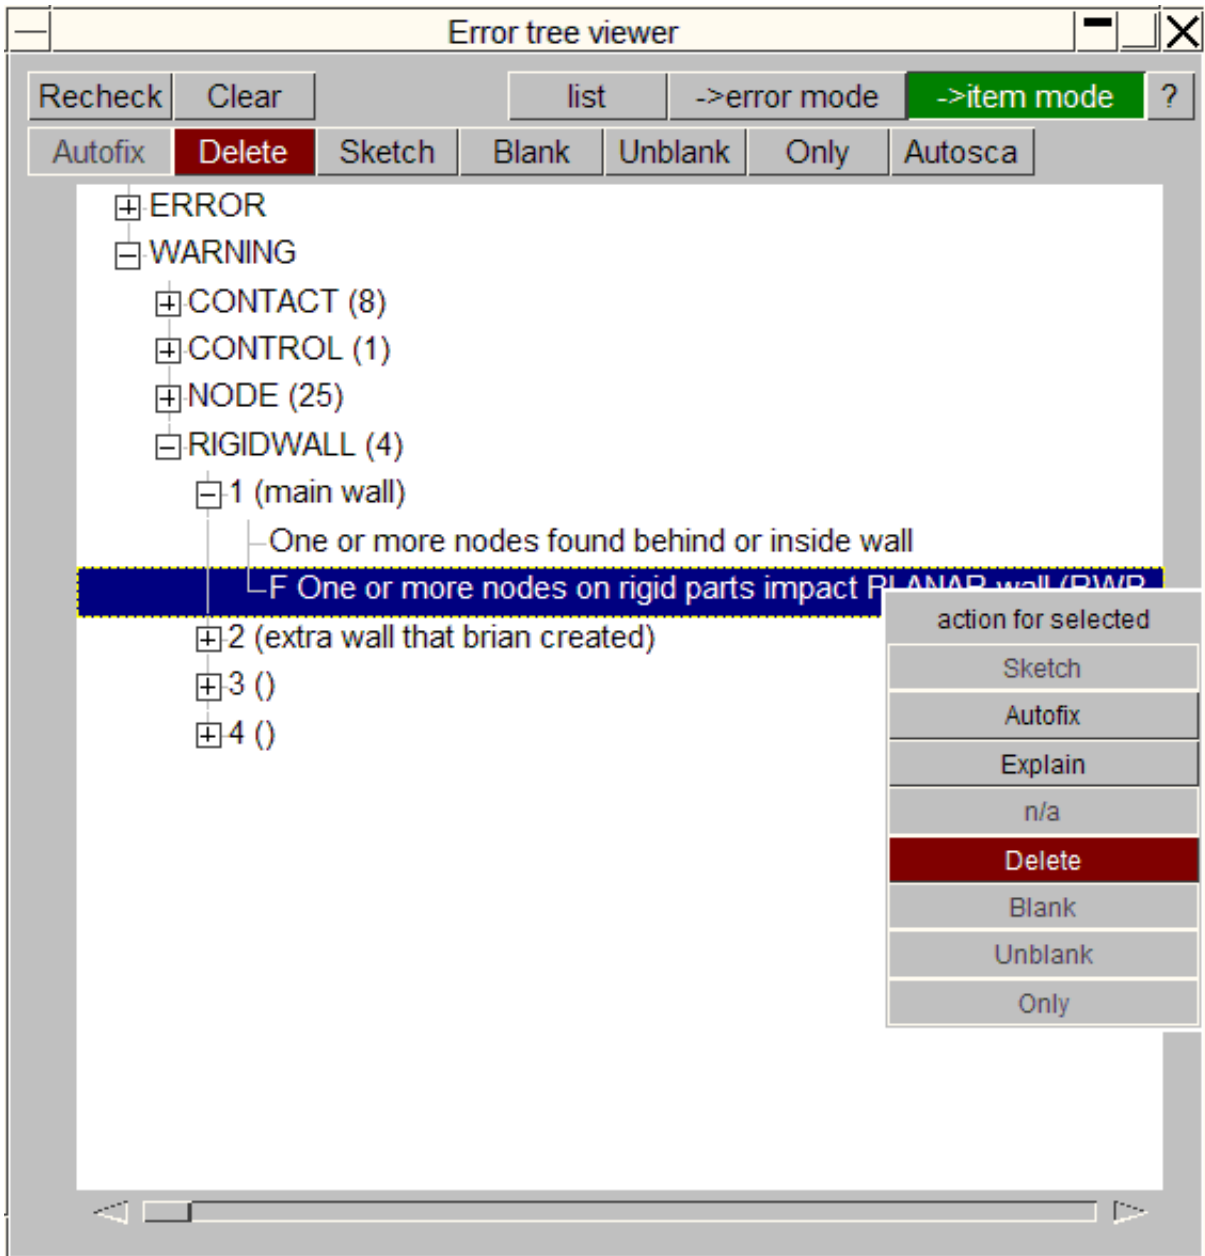 Error tree viewer
Recheck Clear list ->error mode ->item mode ?
Autofix Delete Sketch Blank Unblank Only Autosca
ERROR
WARNING
CONTACT (8)
CONTROL (1)
NODE (25)
RIGIDWALL (4)
1 (main wall)
One or more nodes found behind or inside wall
F One or more nodes on rigid parts impact PLANAR wall (RWP
2 (extra wall that brian created)
3 ()
4 ()
action for selected
Sketch
Autofix
Explain
n/a
Delete
Blank
Unblank
Only